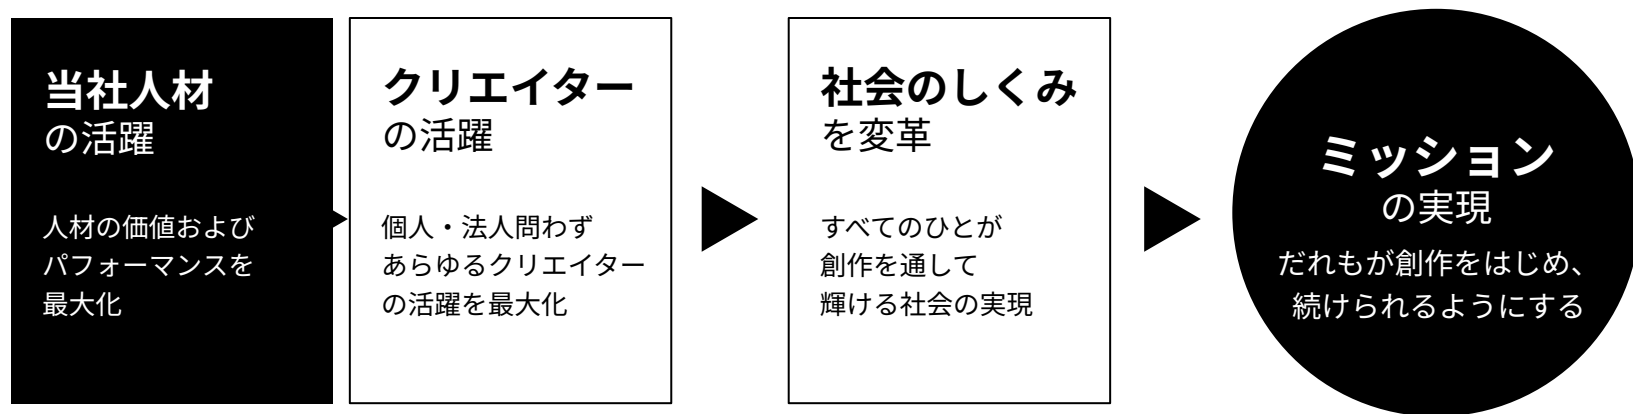 当社人材
の活躍
人材の価値および
パフォーマンスを
最大化
クリエイター
の活躍
個人・法人問わず
あらゆるクリエイター
の活躍を最大化
社会のしくみ
を変革
すべてのひとが
創作を通して
輝ける社会の実現
ミッション
の実現
だれもが創作をはじめ、
続けられるようにする